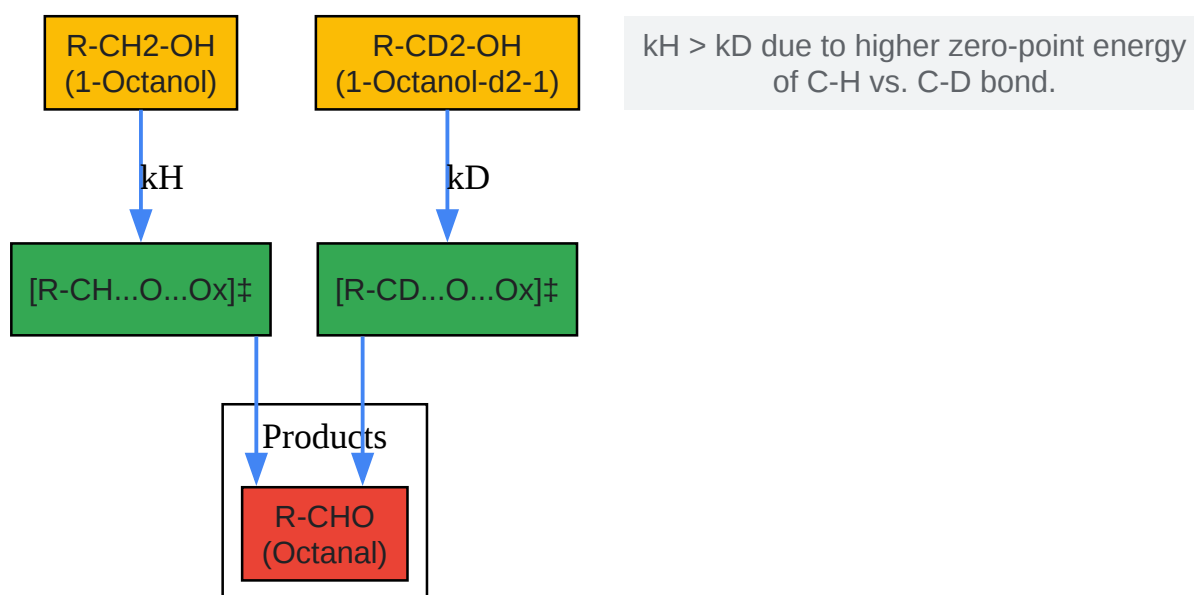 R-CH2-OH
(1-Octanol)
R-CD2-OH
(1-Octanol-d2-1)
kH > kD due to higher zero-point energy
of C-H vs. C-D bond.
kH
kD
[R-CH...O...Ox]‡
[R-CD...O...Ox]‡
Products
R-CHO
(Octanal)